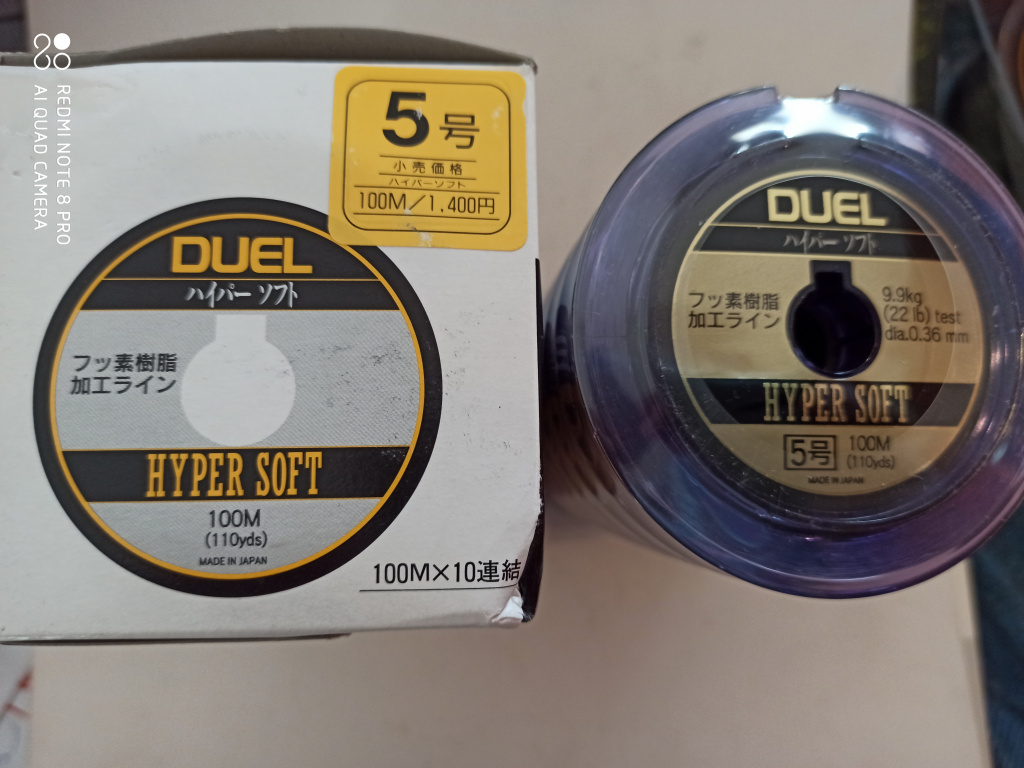 REDMI NOTE 8 PRO
AI QUAD CAMERA
5号
小売価格
ハイパーソフト
100M/1,400円
DUEL
ハイパー ソフト
フッ素樹脂
加工ライン
HYPER SOFT
100M
(110yds)
MADE IN JAPAN
100M×10連結
DUEL
ハイパー ソフト
フッ素樹脂
加工ライン
9.9kg
(22 lb) test
dia.0.36 mm
HYPER SOFT
5号
100M
(110yds)
MADE IN JAPAN